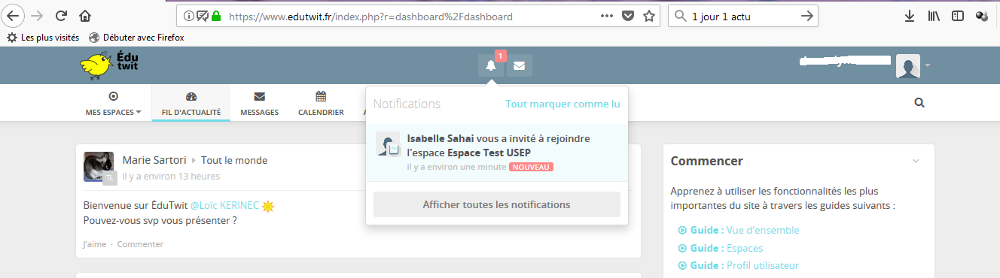 https://www.edutwit.fr/index.php?r=dashboard%2Fdashboard
1 jour 1 actu
Les plus visités
Débuter avec Firefox
Édu
twit
1
MES ESPACES
FIL D'ACTUALITÉ
MESSAGES
CALENDRIER
Notifications
Tout marquer comme lu
Isabelle Sahai vous a invité à rejoindre
l'espace Espace Test USEP
il y a environ une minute NOUVEAU
Afficher toutes les notifications
Marie Sartori Tout le monde
TL
il y a environ 13 heures
Bienvenue sur ÉduTwit @Loïc KERINEC
Pouvez-vous svp vous présenter ?
J'aime · Commenter
Commencer
Apprenez à utiliser les fonctionnalités les plus
importantes du site à travers les guides suivants :
Guide : Vue d'ensemble
Guide : Espaces
Guide : Profil utilisateur